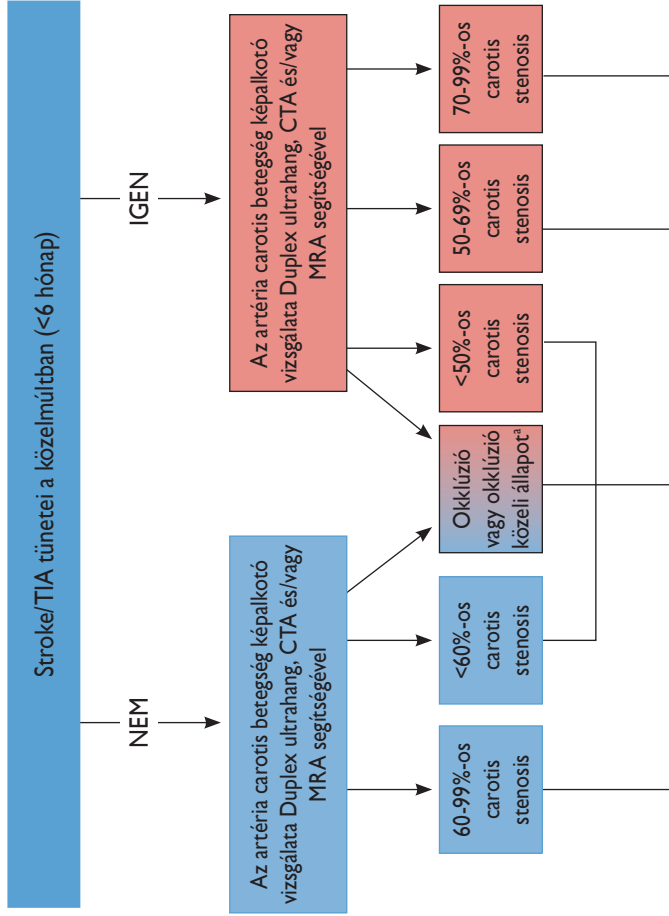 Stroke/TIA tünetei a közelmúltban (<6 hónap)
NEM
IGEN
Az artéria carotis betegség képalkotó
vizsgálata Duplex ultrahang, CTA és/vagy
MRA segítségével
Az artéria carotis betegség képalkotó
vizsgálata Duplex ultrahang, CTA és/vagy
MRA segítségével
60-99%-os
carotis
stenosis
<60%-os
carotis
stenosis
Okklúzió
vagy okklúzió
közeli állapotª
<50%-os
carotis
stenosis
50-69%-os
carotis
stenosis
70-99%-os
carotis
stenosis